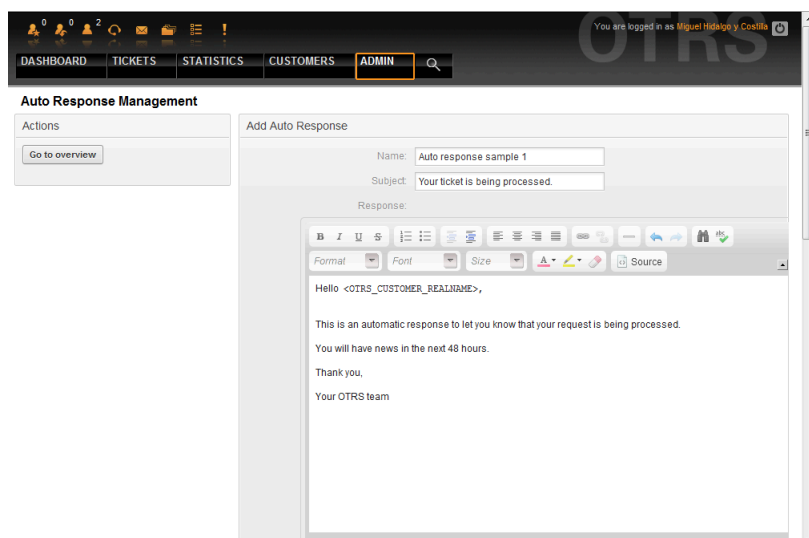 0 0 2 !
OTRS
You are logged in as Miguel Hidalgo y Costilla
DASHBOARD TICKETS STATISTICS CUSTOMERS ADMIN
Auto Response Management
Actions
Go to overview
Add Auto Response
Name: Auto response sample 1
Subject: Your ticket is being processed.
Response:
B I U S
Format Font Size A Source
Hello <OTRS_CUSTOMER_REALNAME>,
This is an automatic response to let you know that your request is being processed.
You will have news in the next 48 hours.
Thank you,
Your OTRS team